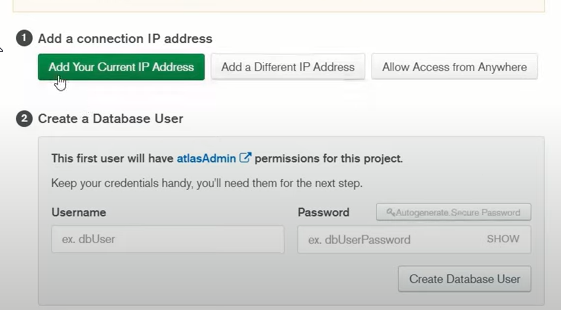 1 Add a connection IP address
Add Your Current IP Address
Add a Different IP Address
Allow Access from Anywhere
2 Create a Database User
This first user will have atlasAdmin permissions for this project.
Keep your credentials handy, you'll need them for the next step.
Username
Password
Autogenerate Secure Password
ex. dbUser
ex. dbUserPassword
SHOW
Create Database User